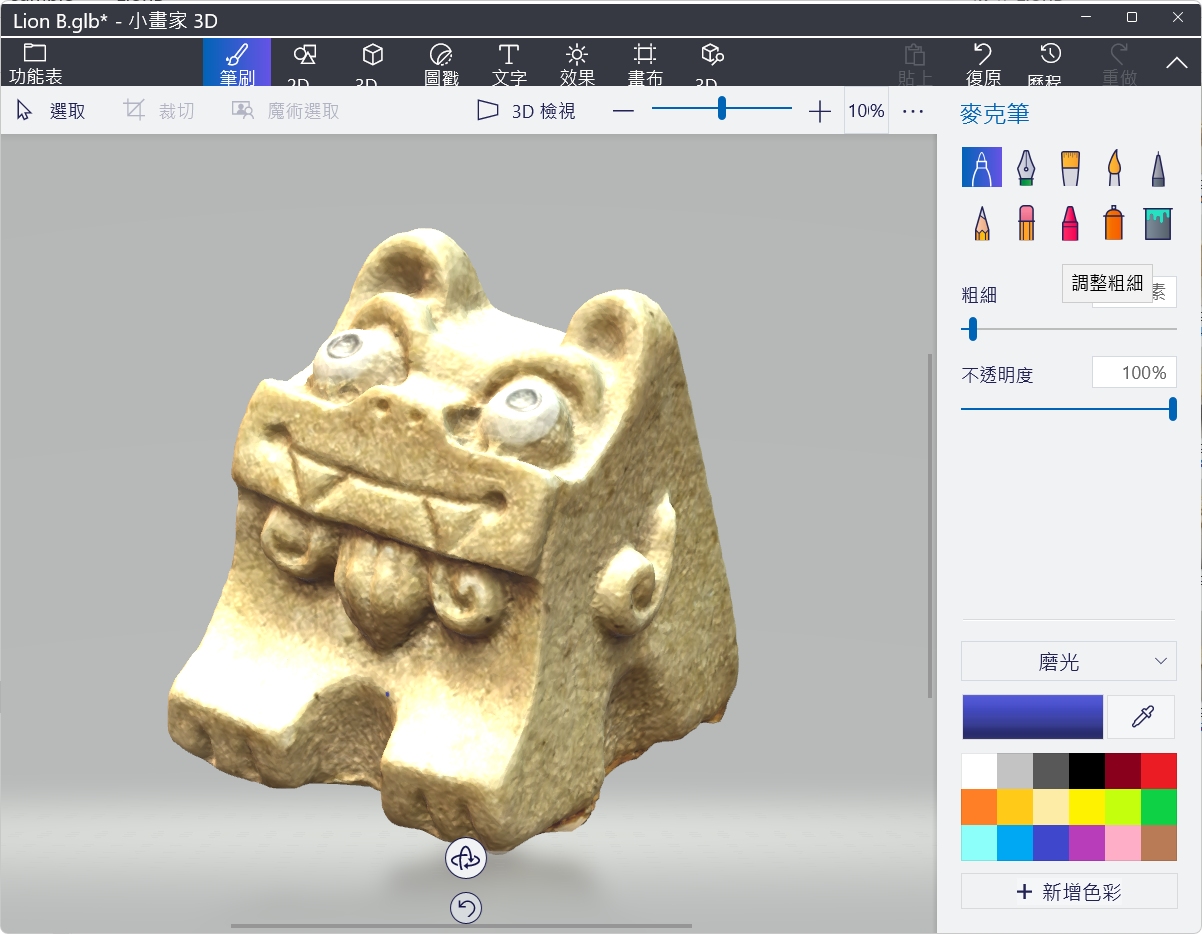 Lion B.glb* - 小畫家 3D
功能表
筆刷
2D
3D
圖戳
文字
效果
畫布
3D
貼上
復原
歷程
重做
選取
裁切
魔術選取
3D 檢視
100%
麥克筆
粗細
調整粗細
素
不透明度
100%
磨光
新增色彩